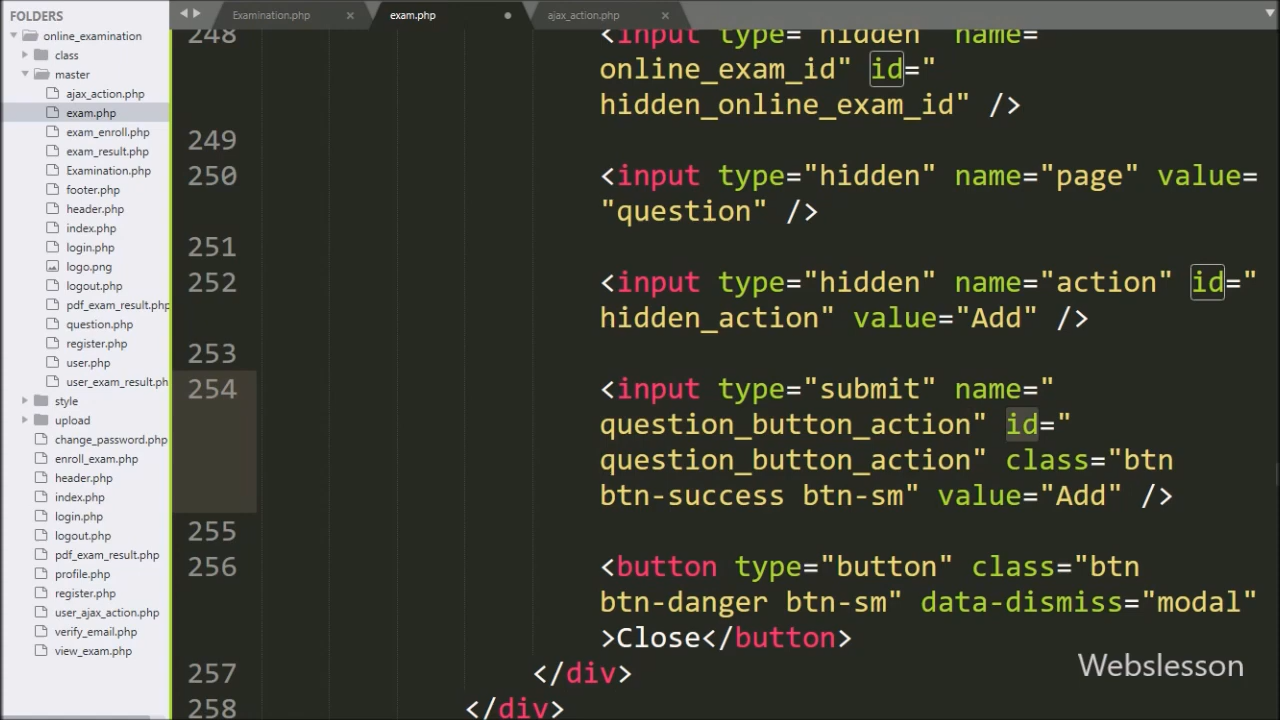 FOLDERS
online_examination
class
master
ajax_action.php
exam.php
exam_enroll.php
exam_result.php
Examination.php
footer.php
header.php
index.php
login.php
logo.png
logout.php
pdf_exam_result.php
question.php
register.php
user.php
user_exam_result.ph
style
upload
change_password.php
enroll_exam.php
header.php
index.php
login.php
logout.php
pdf_exam_result.php
profile.php
register.php
user_ajax_action.php
verify_email.php
view_exam.php
Examination.php × exam.php ajax_action.php ×
248 <input type="hidden" name="
online_exam_id" id="
hidden_online_exam_id" />
249
250 <input type="hidden" name="page" value=
"question" />
251
252 <input type="hidden" name="action" id="
hidden_action" value="Add" />
253
254 <input type="submit" name="
question_button_action" id="
question_button_action" class="btn
btn-success btn-sm" value="Add" />
255
256 <button type="button" class="btn
btn-danger btn-sm" data-dismiss="modal"
>Close</button>
257 </div>
258 </div>
Webslesson